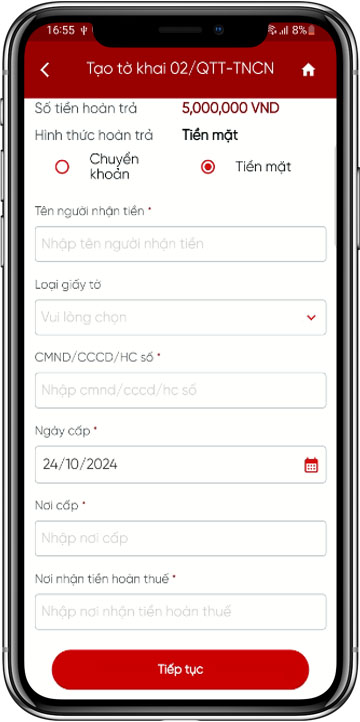 16:55 8%
Tạo tờ khai 02/QTT-TNCN
Số tiền hoàn trả 5,000,000 VND
Hình thức hoàn trả Tiền mặt
Chuyển
khoản
Tiền mặt
Tên người nhận tiền *
Nhập tên người nhận tiền
Loại giấy tờ
Vui lòng chọn
CMND/CCCD/HC số *
Nhập cmnd/cccd/hc số
Ngày cấp *
24/10/2024
Nơi cấp *
Nhập nơi cấp
Nơi nhận tiền hoàn thuế *
Nhập nơi nhận tiền hoàn thuế
Tiếp tục